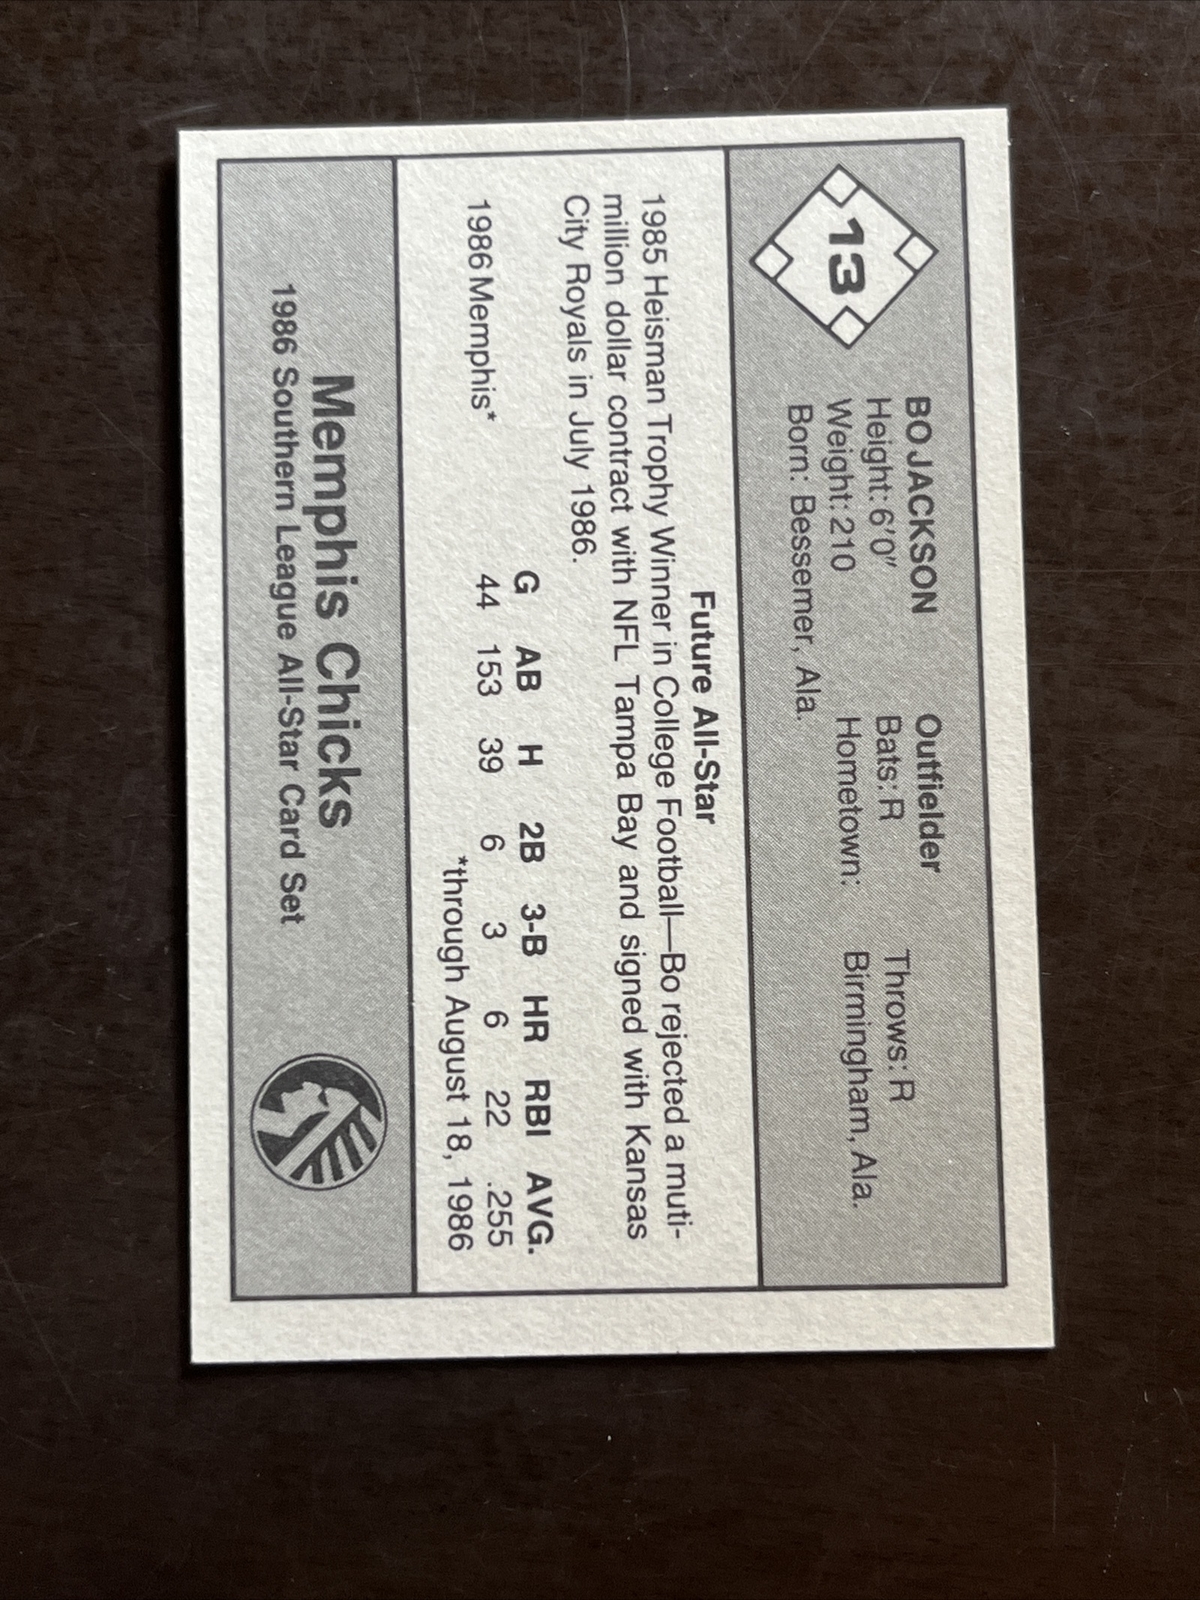 13
BO JACKSON Outfielder
Height: 6'0" Bats: R Throws: R
Weight: 210 Hometown: Birmingham, Ala.
Born: Bessemer, Ala.
Future All-Star
1985 Heisman Trophy Winner in College Football—Bo rejected a muti-
million dollar contract with NFL Tampa Bay and signed with Kansas
City Royals in July 1986.
G AB H 2B 3-B HR RBI AVG.
1986 Memphis* 44 153 39 6 3 6 22 .255
*through August 18, 1986
Memphis Chicks
1986 Southern League All-Star Card Set